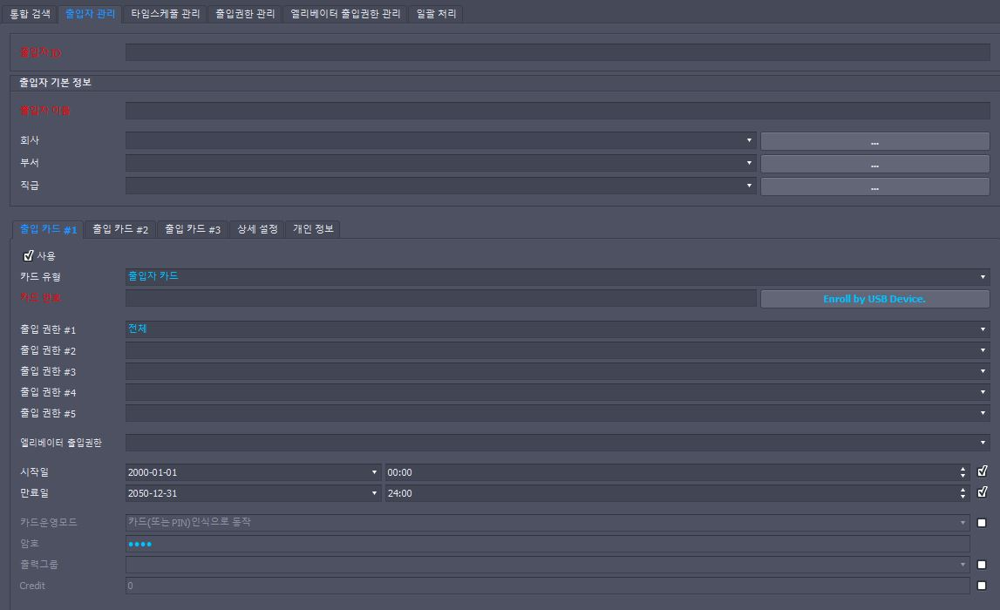 통합 검색 출입자 관리 타임스케쥴 관리 출입권한 관리 엘리베이터 출입권한 관리 일괄 처리
출입자 ID
출입자 기본 정보
출입자 이름
회사 ...
부서 ...
직급 ...
출입 카드 #1 출입 카드 #2 출입 카드 #3 상세 설정 개인 정보
사용
카드 유형 출입자 카드
카드 번호 Enroll by USB Device.
출입 권한 #1 전체
출입 권한 #2
출입 권한 #3
출입 권한 #4
출입 권한 #5
엘리베이터 출입권한
시작일 2000-01-01 00:00
만료일 2050-12-31 24:00
카드운영모드 카드(또는 PIN)인식으로 동작
암호 ●●●●
출력그룹
Credit 0